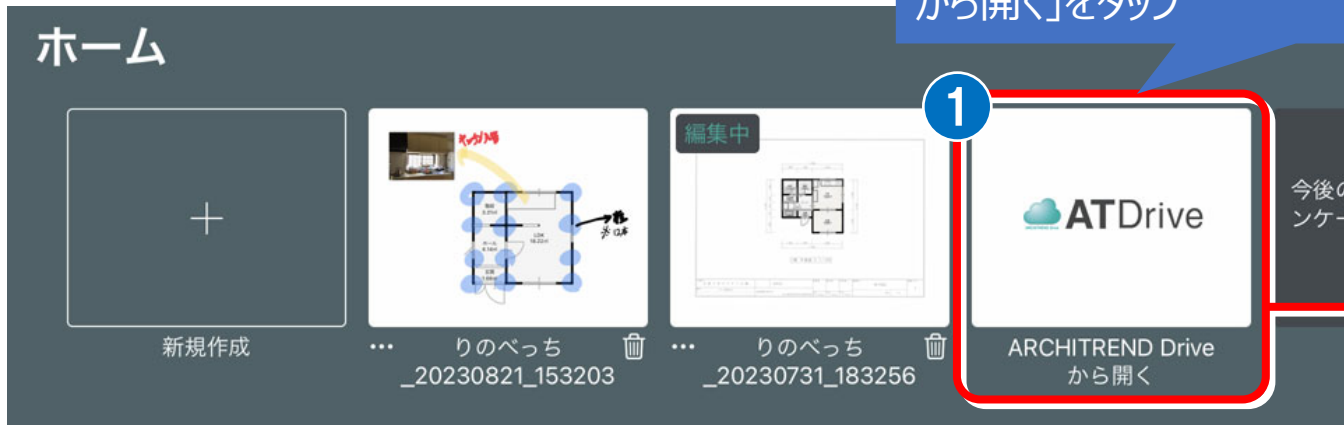 から開く」をタップ
ホーム
1
編集中
ATDrive
今後の
ンケー
新規作成
りのべっち
_20230821_153203
りのべっち
_20230731_183256
ARCHITREND Drive
から開く